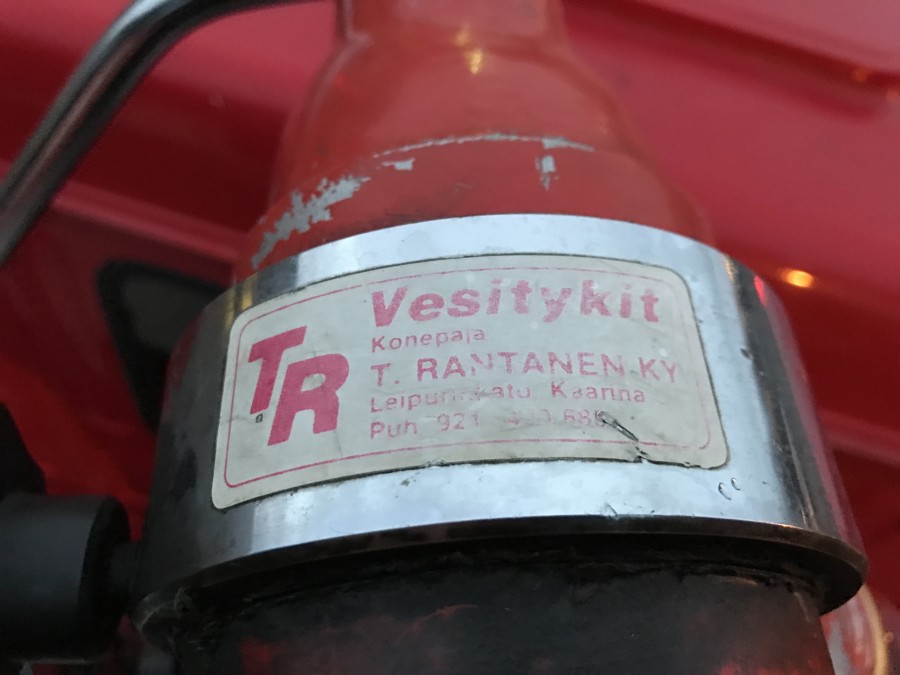 TR
Vesitykit
Konepaja
T. RANTANEN KY
Kaarina
Puh. 921